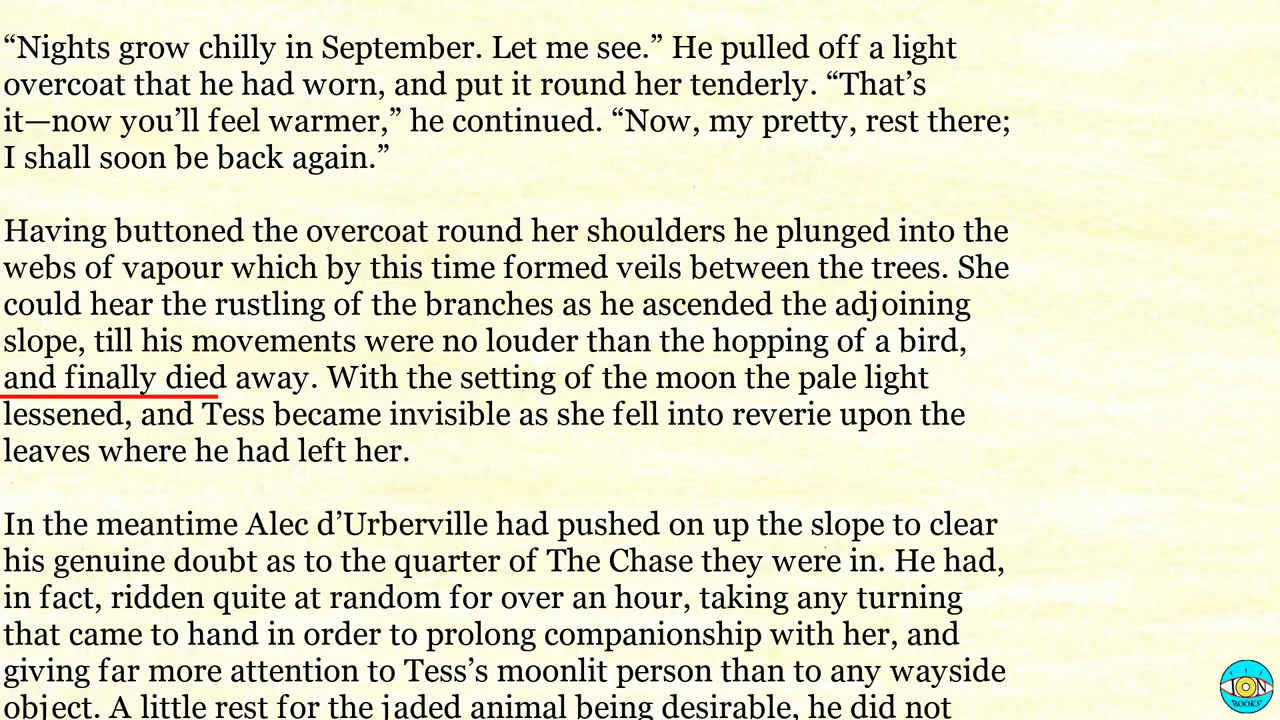 “Nights grow chilly in September. Let me see.” He pulled off a light
overcoat that he had worn, and put it round her tenderly. “That’s
it—now you’ll feel warmer,” he continued. “Now, my pretty, rest there;
I shall soon be back again.”
Having buttoned the overcoat round her shoulders he plunged into the
webs of vapour which by this time formed veils between the trees. She
could hear the rustling of the branches as he ascended the adjoining
slope, till his movements were no louder than the hopping of a bird,
and finally died away. With the setting of the moon the pale light
lessened, and Tess became invisible as she fell into reverie upon the
leaves where he had left her.
In the meantime Alec d’Urberville had pushed on up the slope to clear
his genuine doubt as to the quarter of The Chase they were in. He had,
in fact, ridden quite at random for over an hour, taking any turning
that came to hand in order to prolong companionship with her, and
giving far more attention to Tess’s moonlit person than to any wayside
object. A little rest for the jaded animal being desirable, he did not
ION
BOOKS